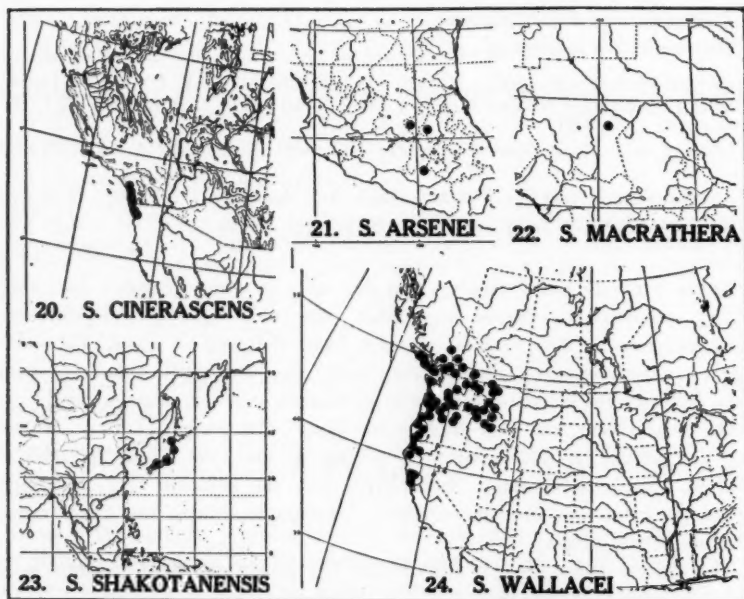 20. S. CINERASCENS
21. S. ARSENEI
22. S. MACRATHERA
23. S. SHAKOTANENSIS
24. S. WALLACEI